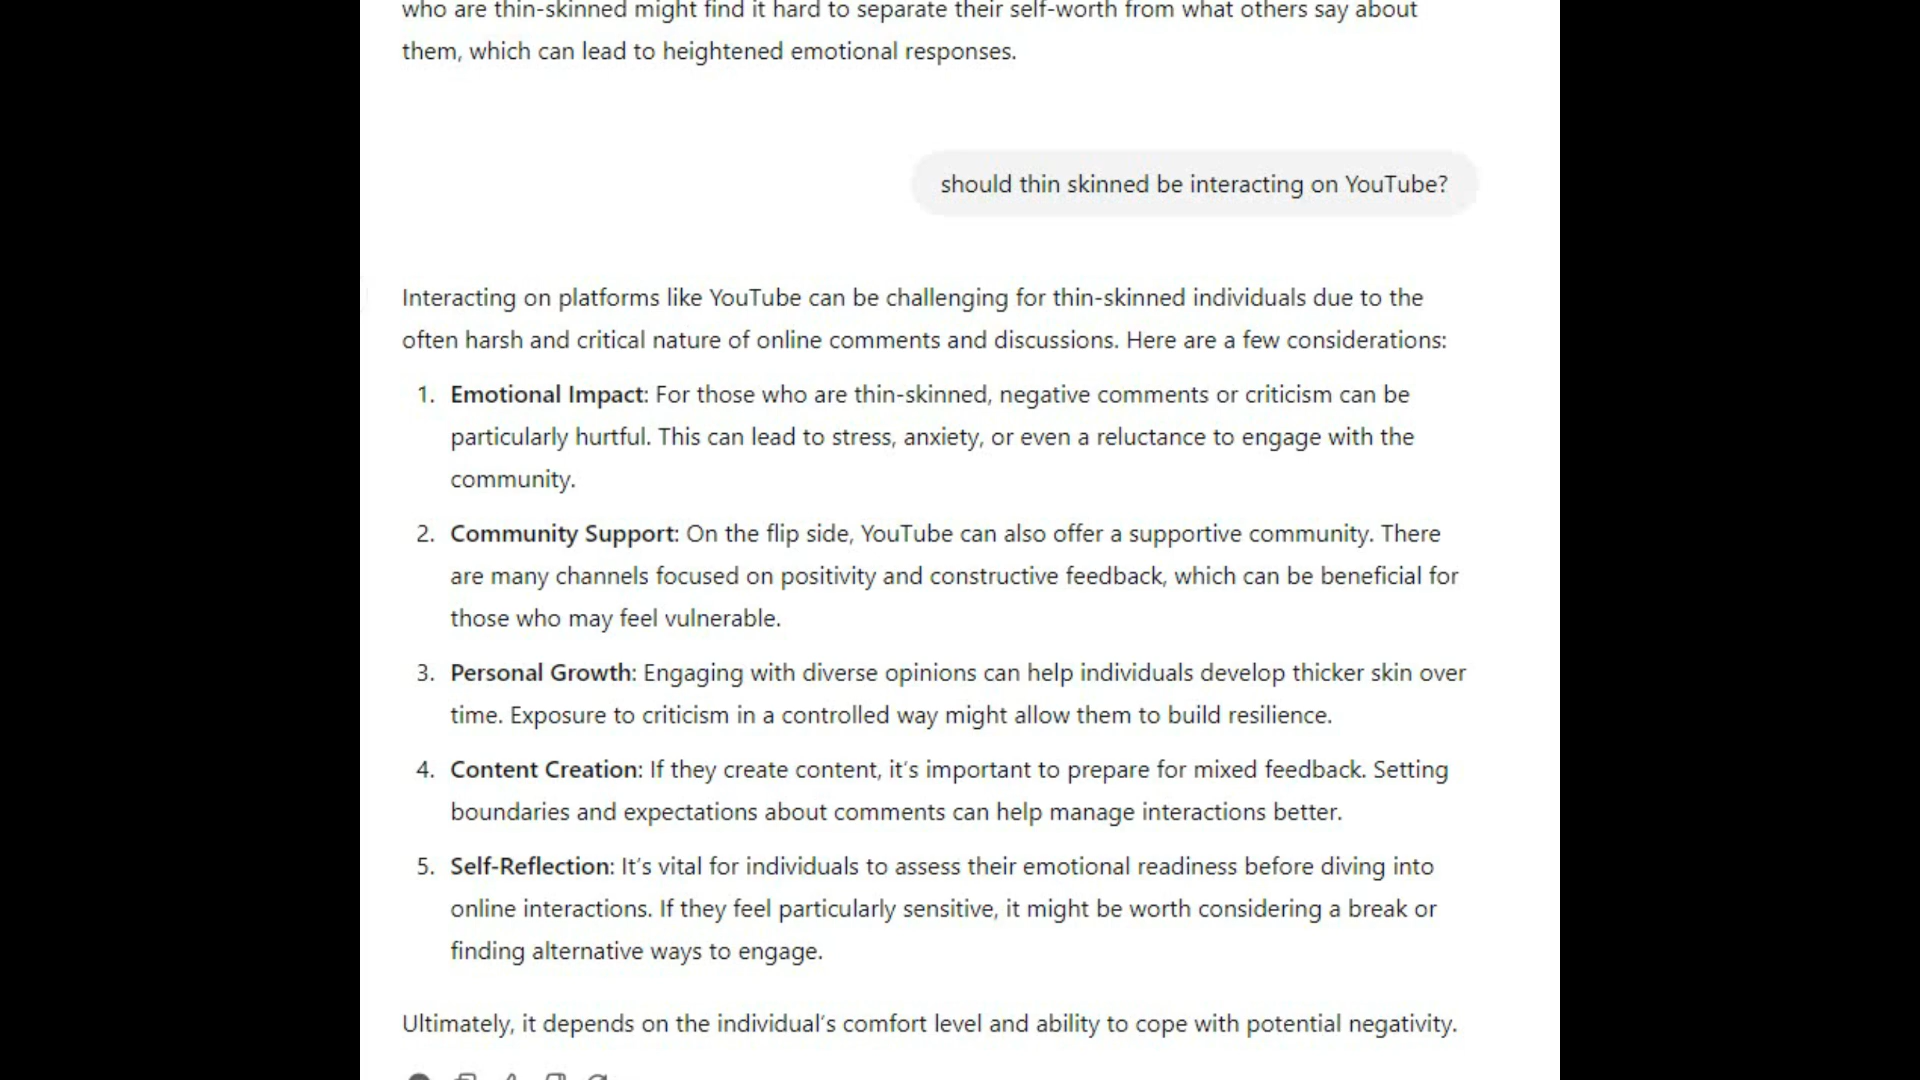 who are thin-skinned might find it hard to separate their self-worth from what others say about
them, which can lead to heightened emotional responses.
should thin skinned be interacting on YouTube?
Interacting on platforms like YouTube can be challenging for thin-skinned individuals due to the
often harsh and critical nature of online comments and discussions. Here are a few considerations:
1. Emotional Impact: For those who are thin-skinned, negative comments or criticism can be
particularly hurtful. This can lead to stress, anxiety, or even a reluctance to engage with the
community.
2. Community Support: On the flip side, YouTube can also offer a supportive community. There
are many channels focused on positivity and constructive feedback, which can be beneficial for
those who may feel vulnerable.
3. Personal Growth: Engaging with diverse opinions can help individuals develop thicker skin over
time. Exposure to criticism in a controlled way might allow them to build resilience.
4. Content Creation: If they create content, it's important to prepare for mixed feedback. Setting
boundaries and expectations about comments can help manage interactions better.
5. Self-Reflection: It's vital for individuals to assess their emotional readiness before diving into
online interactions. If they feel particularly sensitive, it might be worth considering a break or
finding alternative ways to engage.
Ultimately, it depends on the individual's comfort level and ability to cope with potential negativity.